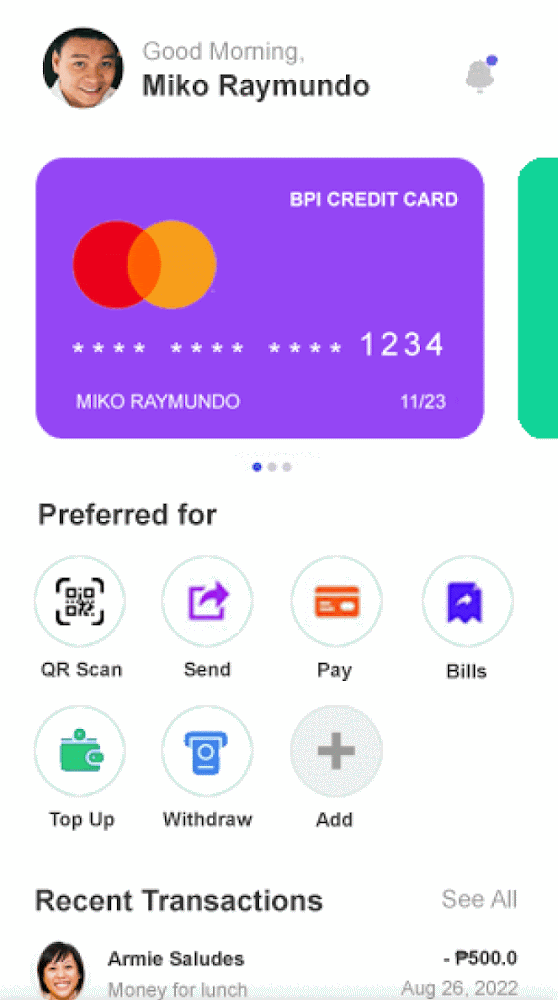 Good Morning,
Miko Raymundo
BPI CREDIT CARD
**** **** **** 1234
MIKO RAYMUNDO 11/23
Preferred for
QR Scan Send Pay Bills
Top Up Withdraw Add
Recent Transactions See All
Armie Saludes - ₱500.0
Money for lunch Aug 26, 2022